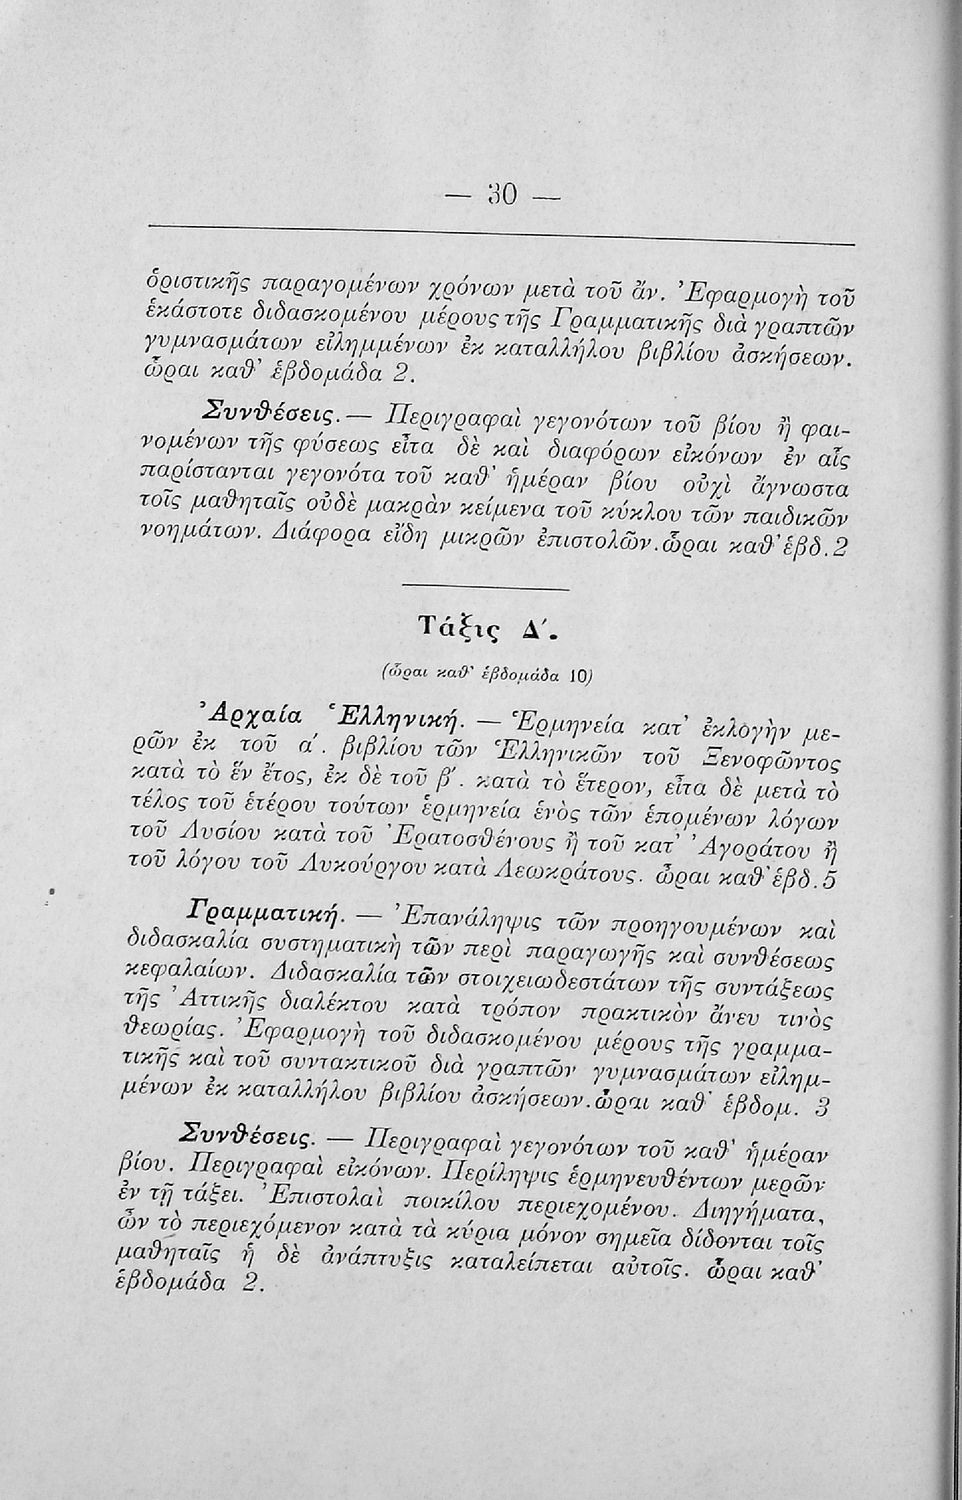 — 30 —
ὁριστικῆς παραγομένων χρόνων μετὰ τοῦ ἄν. Ἐφαρμογὴ τοῦ
ἑκάστοτε διδασκομένου μέρους τῆς Γραμματικῆς διὰ γραπτῶν
γυμνασμάτων εἰλημμένων ἐκ καταλλήλου βιβλίου ἀσκήσεων.
ὧραι καθ’ ἑβδομάδα 2.
Συνθέσεις. — Περιγραφαὶ γεγονότων τοῦ βίου ἢ φαι-
νομένων τῆς φύσεως εἶτα δὲ καὶ διαφόρων εἰκόνων ἐν αἷς
παρίστανται γεγονότα τοῦ καθ’ ἡμέραν βίου οὐχὶ ἄγνωστα
τοῖς μαθηταῖς οὐδὲ μακρὰν κείμενα τοῦ κύκλου τῶν παιδικῶν
νοημάτων. Διάφορα εἴδη μικρῶν ἐπιστολῶν. ὧραι καθ’ ἑβδ. 2
Τάξις Δ΄.
(ὧραι καθ’ ἑβδομάδα 10)
Ἀρχαία Ἑλληνική. — Ἑρμηνεία κατ’ ἐκλογὴν με-
ρῶν ἐκ τοῦ α΄. βιβλίου τῶν Ἑλληνικῶν τοῦ Ξενοφῶντος
κατὰ τὸ ἓν ἔτος, ἐκ δὲ τοῦ β΄. κατὰ τὸ ἕτερον, εἶτα δὲ μετὰ τὸ
τέλος τοῦ ἑτέρου τούτων ἑρμηνεία ἑνὸς τῶν ἑπομένων λόγων
τοῦ Λυσίου κατὰ τοῦ Ἐρατοσθένους ἢ τοῦ κατ’ Ἀγοράτου ἢ
τοῦ λόγου τοῦ Λυκούργου κατὰ Λεωκράτους. ὧραι καθ’ ἑβδ. 5
Γραμματική. — Ἐπανάληψις τῶν προηγουμένων καὶ
διδασκαλία συστηματικὴ τῶν περὶ παραγωγῆς καὶ συνθέσεως
κεφαλαίων. Διδασκαλία τῶν στοιχειωδεστάτων τῆς συντάξεως
τῆς Ἀττικῆς διαλέκτου κατὰ τρόπον πρακτικὸν ἄνευ τινὸς
θεωρίας. Ἐφαρμογὴ τοῦ διδασκομένου μέρους τῆς γραμμα-
τικῆς καὶ τοῦ συντακτικοῦ διὰ γραπτῶν γυμνασμάτων εἰλημ-
μένων ἐκ καταλλήλου βιβλίου ἀσκήσεων. ὧραι καθ’ ἑβδομ. 3
Συνθέσεις. — Περιγραφαὶ γεγονότων τοῦ καθ’ ἡμέραν
βίου. Περιγραφαὶ εἰκόνων. Περίληψις ἑρμηνευθέντων μερῶν
ἐν τῇ τάξει. Ἐπιστολαὶ ποικίλου περιεχομένου. Διηγήματα,
ὧν τὸ περιεχόμενον κατὰ τὰ κύρια μόνον σημεῖα δίδονται τοῖς
μαθηταῖς ἡ δὲ ἀνάπτυξις καταλείπεται αὐτοῖς. ὧραι καθ’
ἑβδομάδα 2.